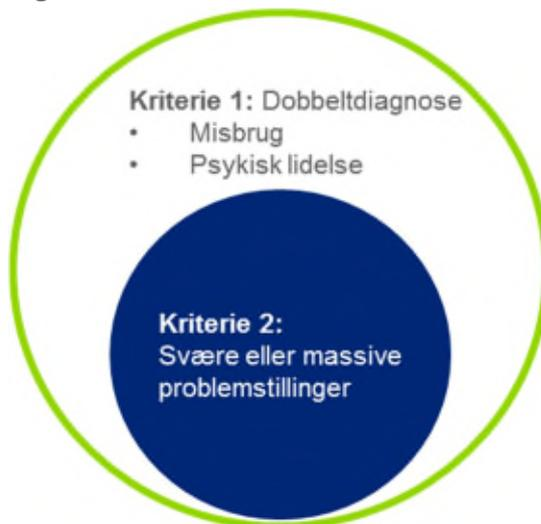 Kriterie 1: Dobbeltdiagnose
• Misbrug
• Psykisk lidelse
Kriterie 2:
Svære eller massive
problemstillinger